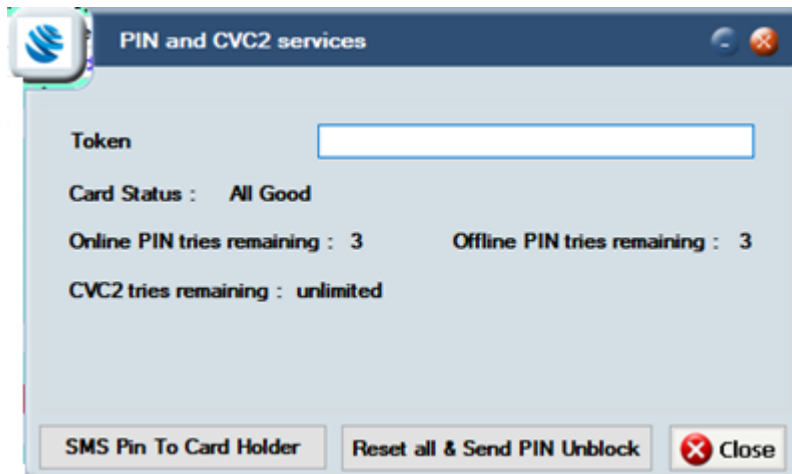 PIN and CVC2 services
Token
Card Status : All Good
Online PIN tries remaining : 3 Offline PIN tries remaining : 3
CVC2 tries remaining : unlimited
SMS Pin To Card Holder Reset all & Send PIN Unblock Close